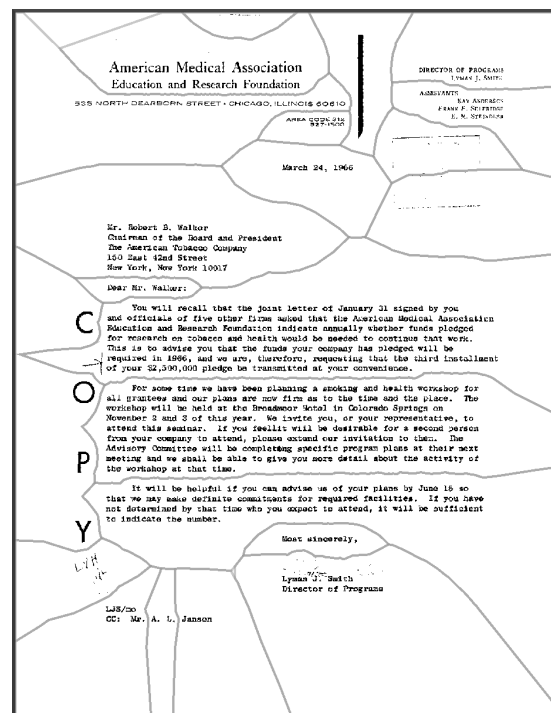 American Medical Association
Education and Research Foundation
535 NORTH DEARBORN STREET • CHICAGO, ILLINOIS 60610
AREA CODE 312
527-1500
DIRECTOR OF PROGRAMS
LYMAN J. SMITH
ASSISTANTS
KAY ANDERSON
E. M. STEINDLER
March 24, 1966
Mr. Robert B. Walker
Chairman of the Board and President
The American Tobacco Company
150 East 42nd Street
New York, New York 10017
Dear Mr. Walker:
You will recall that the joint letter of January 31 signed by you
and officials of five other firms asked that the American Medical Association
Education and Research Foundation indicate annually whether funds pledged
for research on tobacco and health would be needed to continue that work.
This is to advise you that the funds your company has pledged will be
required in 1966, and we are, therefore, requesting that the third installment
of your $2,500,000 pledge be transmitted at your convenience.
For some time we have been planning a smoking and health workshop for
all grantees and our plans are now firm as to the time and the place. The
workshop will be held at the Broadmoor Hotel in Colorado Springs on
November 2 and 3 of this year. We invite you, or your representative, to
attend this seminar. If you feelit will be desirable for a second person
from your company to attend, please extend our invitation to them. The
Advisory Committee will be completing specific program plans at their next
meeting and we shall be able to give you more detail about the activity of
the workshop at that time.
It will be helpful if you can advise us of your plans by June 15 so
that we may make definite commitments for required facilities. If you have
not determined by that time who you expect to attend, it will be sufficient
to indicate the number.
COPY
Most sincerely,
Lyman J. Smith
Director of Programs
LJS/mo
CC: Mr. A. L. Janson